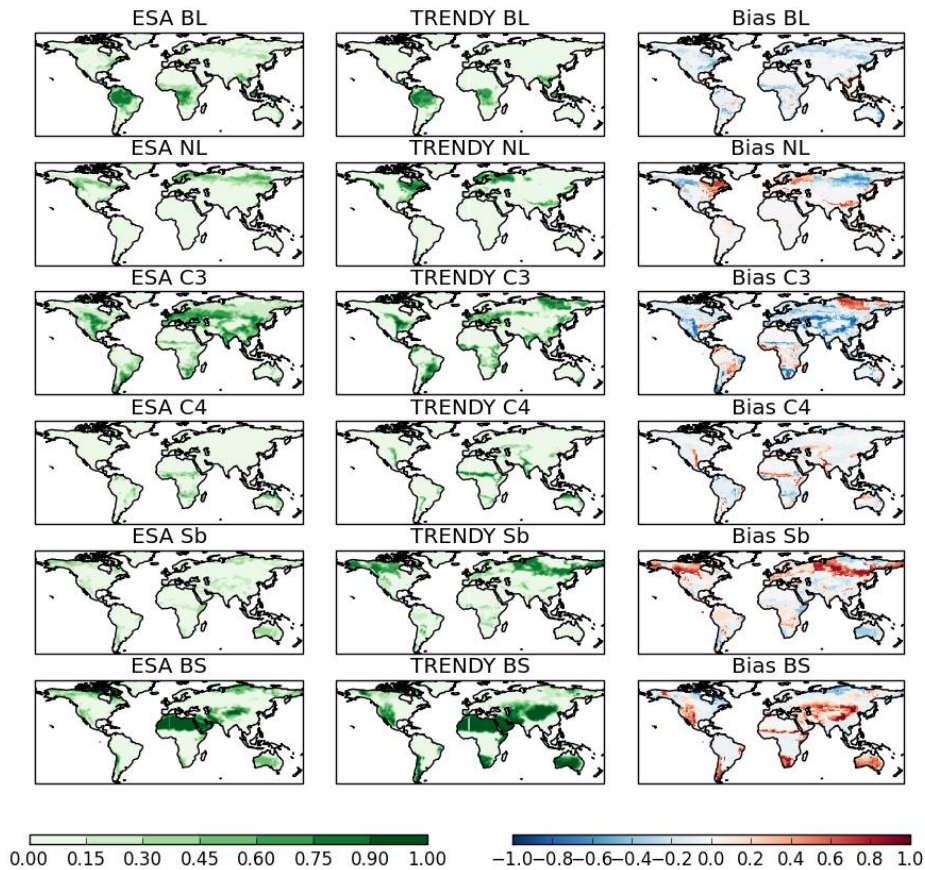 ESA BL TRENDY BL Bias BL
ESA NL TRENDY NL Bias NL
ESA C3 TRENDY C3 Bias C3
ESA C4 TRENDY C4 Bias C4
ESA Sb TRENDY Sb Bias Sb
ESA BS TRENDY BS Bias BS
0.00 0.15 0.30 0.45 0.60 0.75 0.90 1.00 −1.0 −0.8 −0.6 −0.4 −0.2 0.0 0.2 0.4 0.6 0.8 1.0